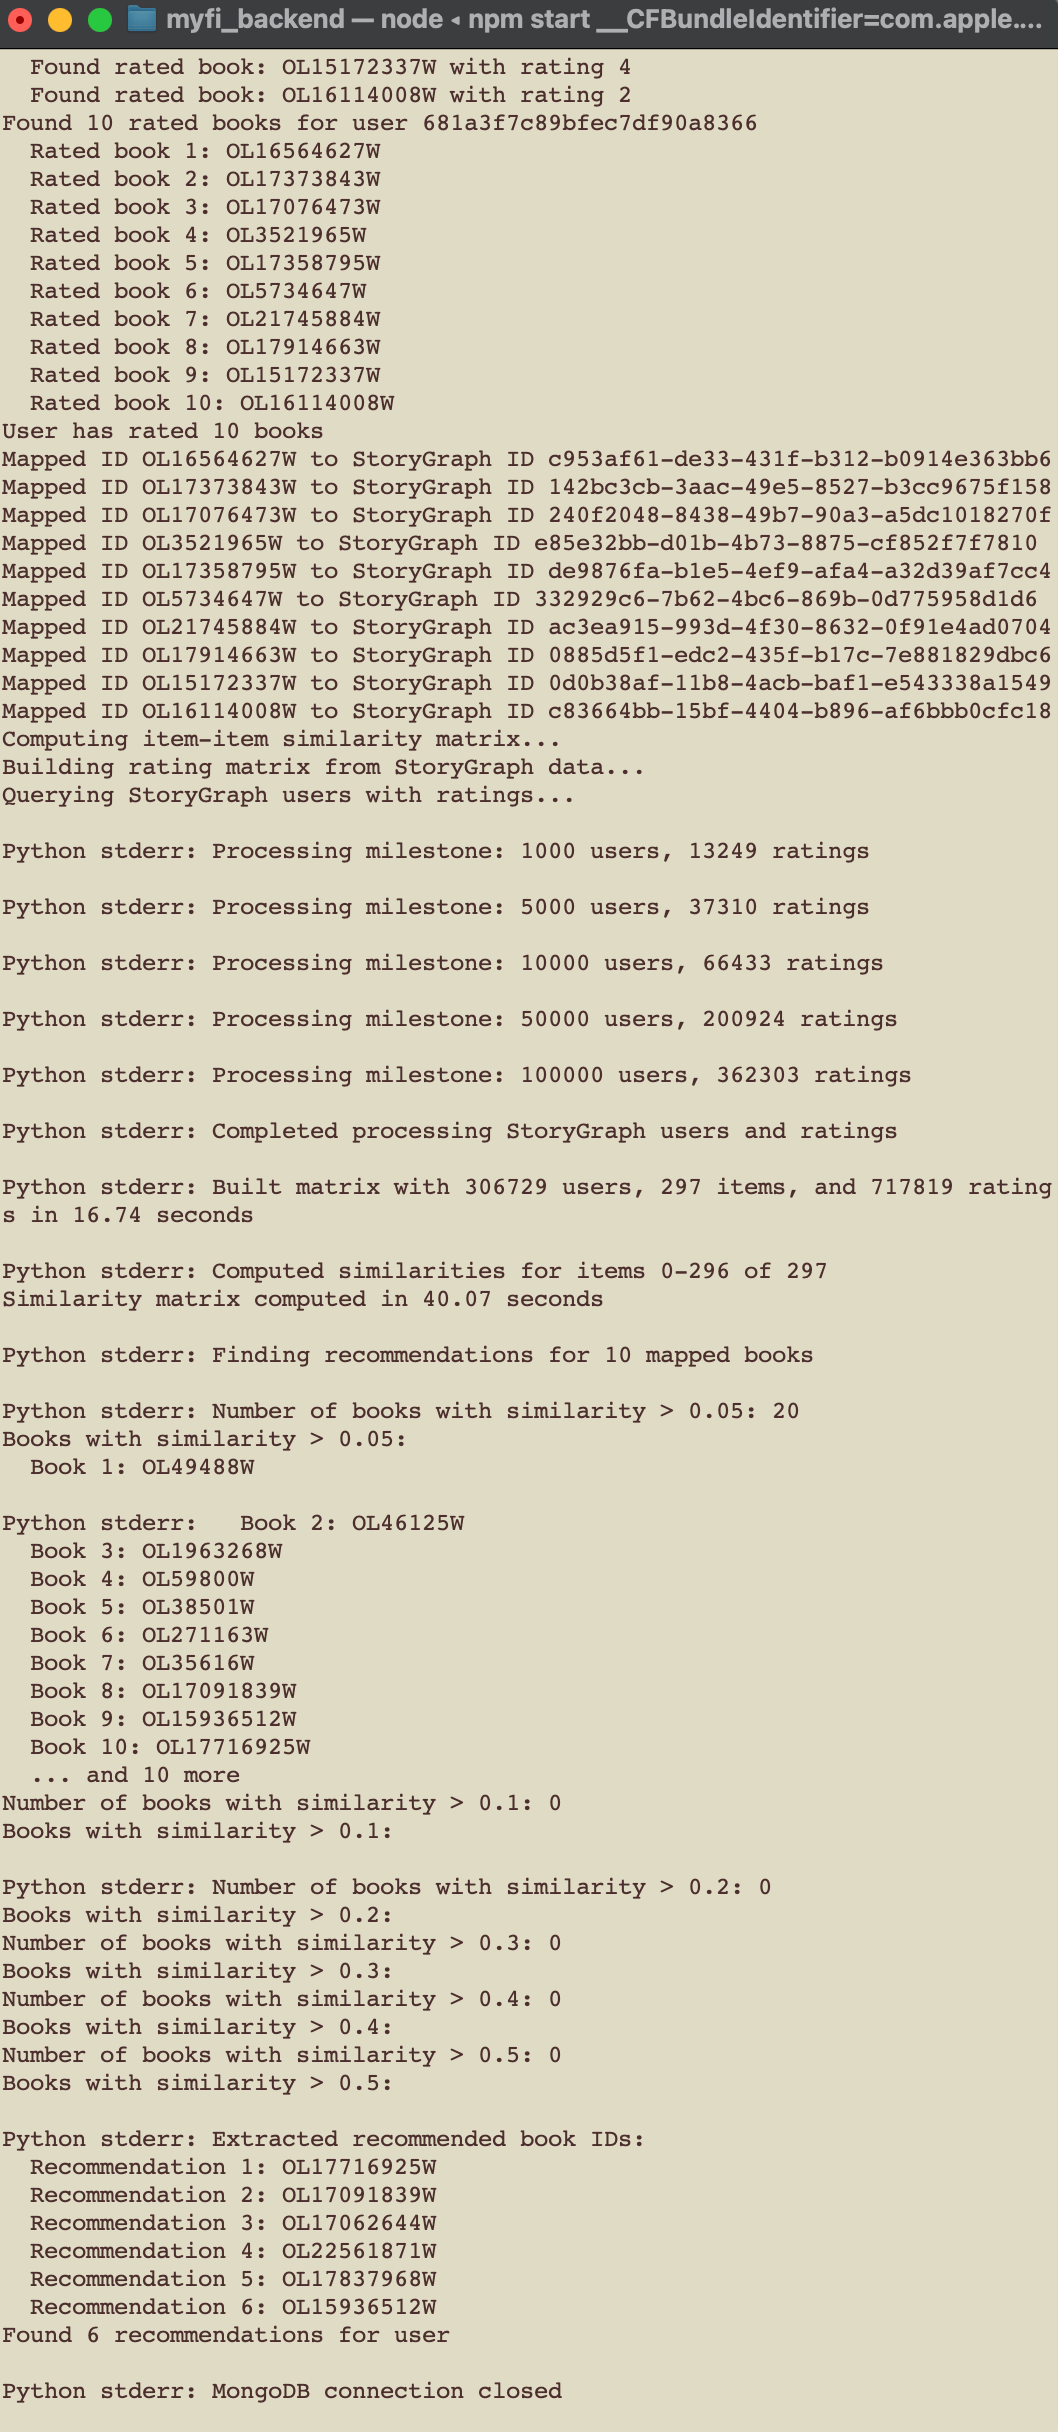 myfi_backend — node ◂ npm start __CFBundleIdentifier=com.apple....
Found rated book: OL15172337W with rating 4
Found rated book: OL16114008W with rating 2
Found 10 rated books for user 681a3f7c89bfec7df90a8366
Rated book 1: OL16564627W
Rated book 2: OL17373843W
Rated book 3: OL17076473W
Rated book 4: OL3521965W
Rated book 5: OL17358795W
Rated book 6: OL5734647W
Rated book 7: OL21745884W
Rated book 8: OL17914663W
Rated book 9: OL15172337W
Rated book 10: OL16114008W
User has rated 10 books
Mapped ID OL16564627W to StoryGraph ID c953af61-de33-431f-b312-b0914e363bb6
Mapped ID OL17373843W to StoryGraph ID 142bc3cb-3aac-49e5-8527-b3cc9675f158
Mapped ID OL17076473W to StoryGraph ID 240f2048-8438-49b7-90a3-a5dc1018270f
Mapped ID OL3521965W to StoryGraph ID e85e32bb-d01b-4b73-8875-cf852f7f7810
Mapped ID OL17358795W to StoryGraph ID de9876fa-b1e5-4ef9-afa4-a32d39af7cc4
Mapped ID OL5734647W to StoryGraph ID 332929c6-7b62-4bc6-869b-0d775958d1d6
Mapped ID OL21745884W to StoryGraph ID ac3ea915-993d-4f30-8632-0f91e4ad0704
Mapped ID OL17914663W to StoryGraph ID 0885d5f1-edc2-435f-b17c-7e881829dbc6
Mapped ID OL15172337W to StoryGraph ID 0d0b38af-11b8-4acb-baf1-e543338a1549
Mapped ID OL16114008W to StoryGraph ID c83664bb-15bf-4404-b896-af6bbb0cfc18
Computing item-item similarity matrix...
Building rating matrix from StoryGraph data...
Querying StoryGraph users with ratings...
Python stderr: Processing milestone: 1000 users, 13249 ratings
Python stderr: Processing milestone: 5000 users, 37310 ratings
Python stderr: Processing milestone: 10000 users, 66433 ratings
Python stderr: Processing milestone: 50000 users, 200924 ratings
Python stderr: Processing milestone: 100000 users, 362303 ratings
Python stderr: Completed processing StoryGraph users and ratings
Python stderr: Built matrix with 306729 users, 297 items, and 717819 rating
s in 16.74 seconds
Python stderr: Computed similarities for items 0-296 of 297
Similarity matrix computed in 40.07 seconds
Python stderr: Finding recommendations for 10 mapped books
Python stderr: Number of books with similarity > 0.05: 20
Books with similarity > 0.05:
Book 1: OL49488W
Python stderr:   Book 2: OL46125W
Book 3: OL1963268W
Book 4: OL59800W
Book 5: OL38501W
Book 6: OL271163W
Book 7: OL35616W
Book 8: OL17091839W
Book 9: OL15936512W
Book 10: OL17716925W
... and 10 more
Number of books with similarity > 0.1: 0
Books with similarity > 0.1:
Python stderr: Number of books with similarity > 0.2: 0
Books with similarity > 0.2:
Number of books with similarity > 0.3: 0
Books with similarity > 0.3:
Number of books with similarity > 0.4: 0
Books with similarity > 0.4:
Number of books with similarity > 0.5: 0
Books with similarity > 0.5:
Python stderr: Extracted recommended book IDs:
Recommendation 1: OL17716925W
Recommendation 2: OL17091839W
Recommendation 3: OL17062644W
Recommendation 4: OL22561871W
Recommendation 5: OL17837968W
Recommendation 6: OL15936512W
Found 6 recommendations for user
Python stderr: MongoDB connection closed